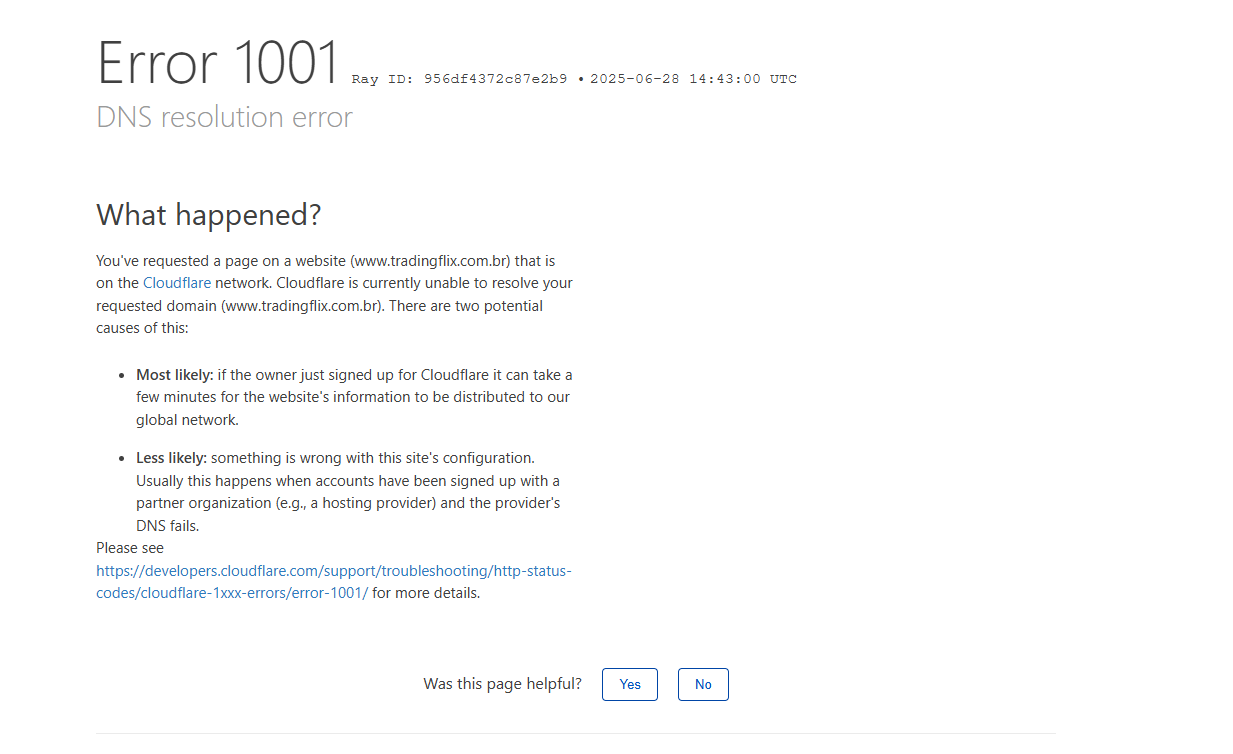 Error 1001 Ray ID: 956df4372c87e2b9 • 2025-06-28 14:43:00 UTC
DNS resolution error
What happened?
You've requested a page on a website (www.tradingflix.com.br) that is
on the Cloudflare network. Cloudflare is currently unable to resolve your
requested domain (www.tradingflix.com.br). There are two potential
causes of this:
• Most likely: if the owner just signed up for Cloudflare it can take a
few minutes for the website's information to be distributed to our
global network.
• Less likely: something is wrong with this site's configuration.
Usually this happens when accounts have been signed up with a
partner organization (e.g., a hosting provider) and the provider's
DNS fails.
Please see
https://developers.cloudflare.com/support/troubleshooting/http-status-
codes/cloudflare-1xxx-errors/error-1001/ for more details.
Was this page helpful? Yes No